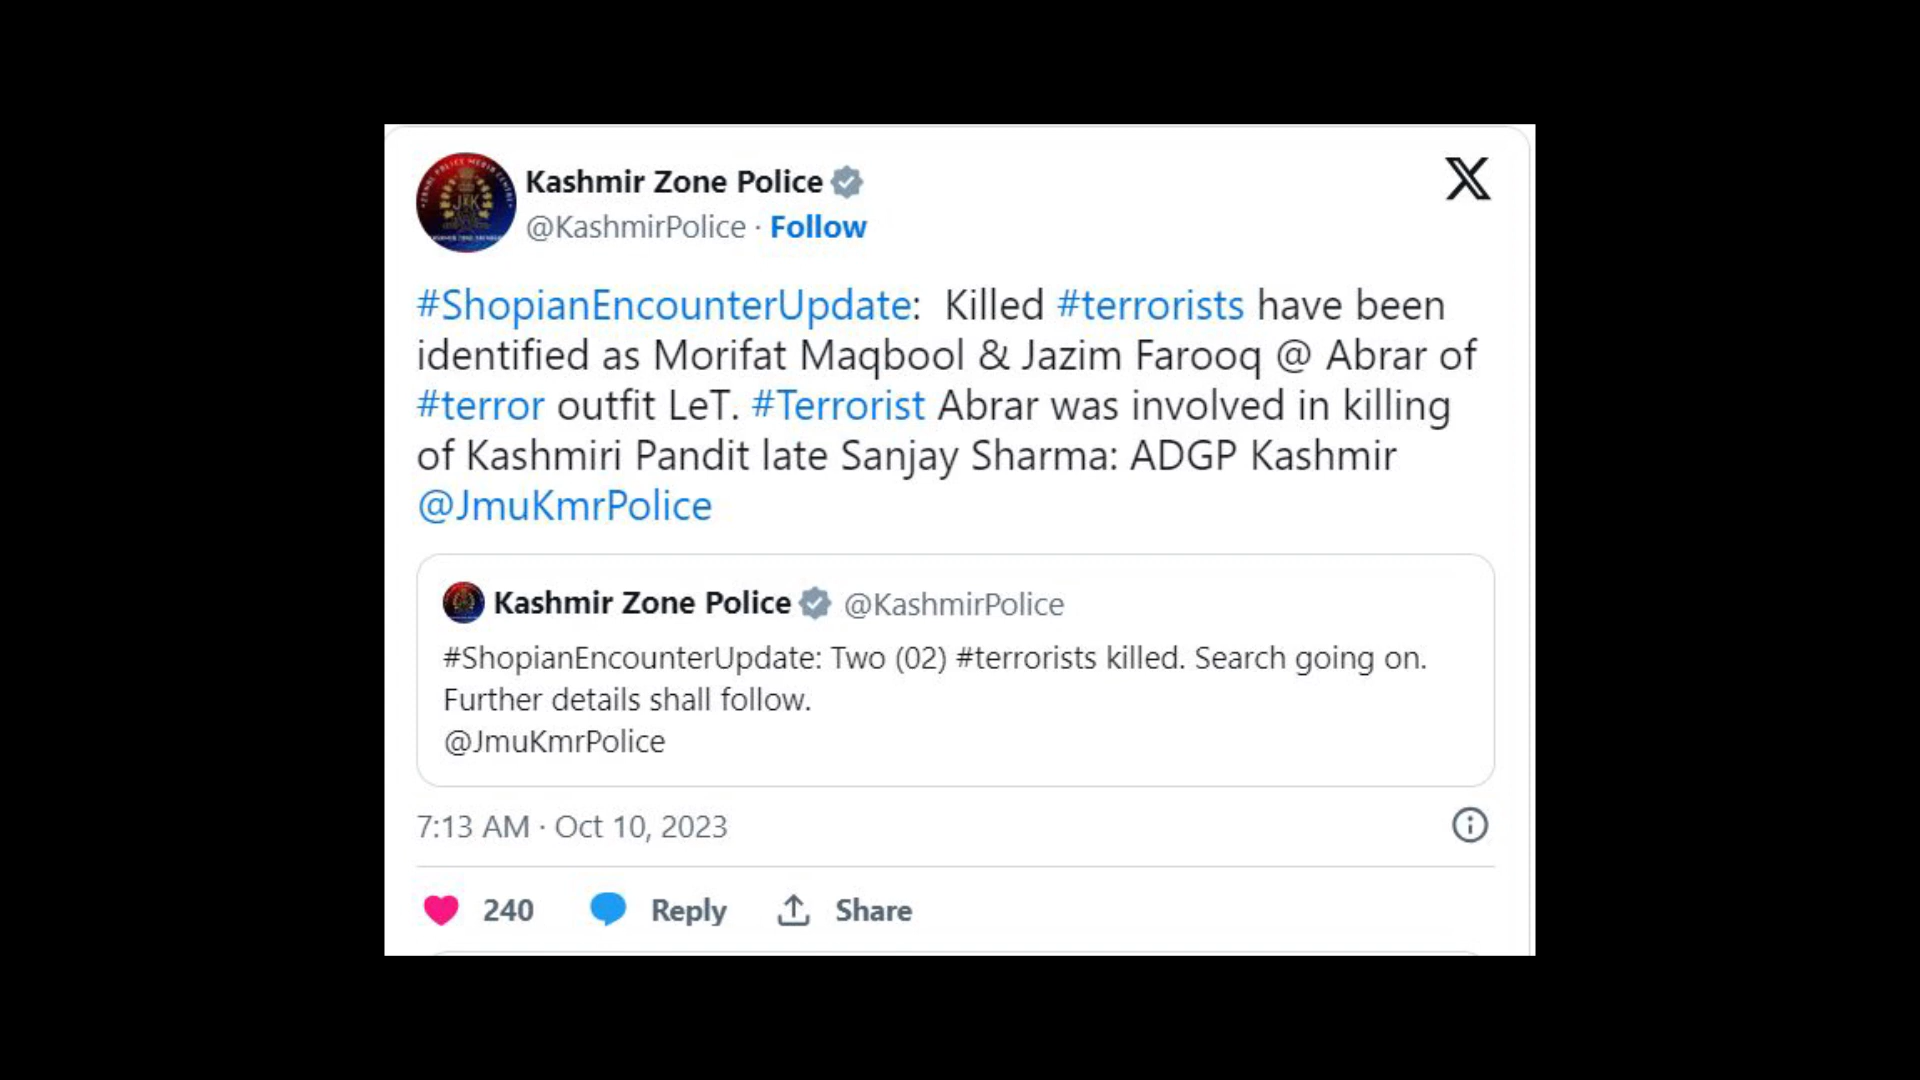 Kashmir Zone Police
@KashmirPolice · Follow
#ShopianEncounterUpdate:  Killed #terrorists have been
identified as Morifat Maqbool & Jazim Farooq @ Abrar of
#terror outfit LeT. #Terrorist Abrar was involved in killing
of Kashmiri Pandit late Sanjay Sharma: ADGP Kashmir
@JmuKmrPolice
Kashmir Zone Police @KashmirPolice
#ShopianEncounterUpdate: Two (02) #terrorists killed. Search going on.
Further details shall follow.
@JmuKmrPolice
7:13 AM · Oct 10, 2023
240 Reply Share